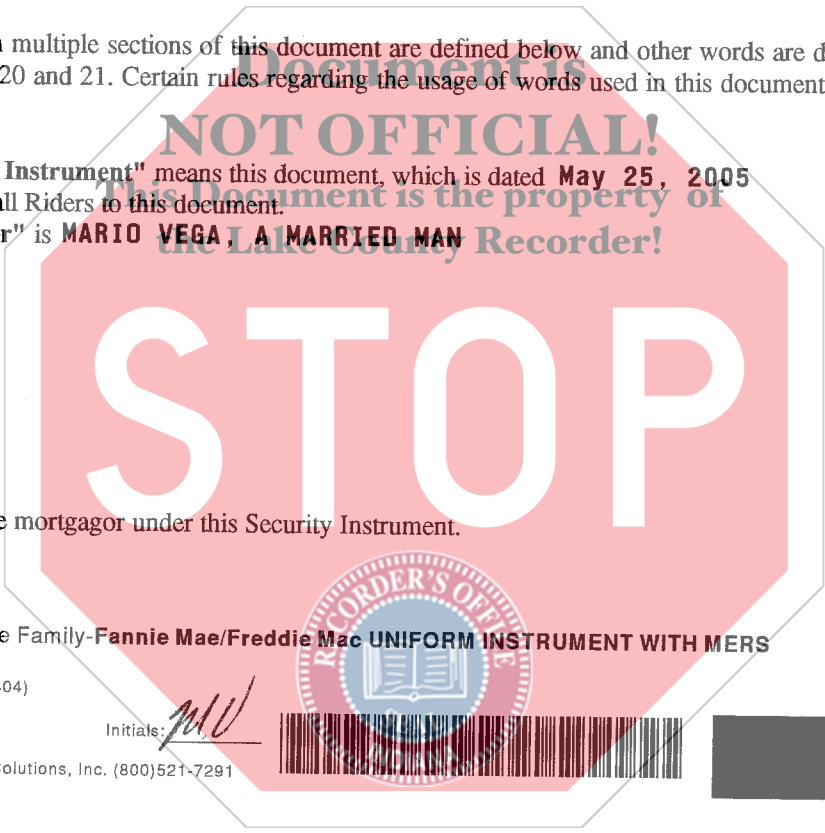 multiple sections of this document are defined below and other words are d
20 and 21. Certain rules regarding the usage of words used in this document
Document is
NOT OFFICIAL!
This Document is the property of
the Lake County Recorder!
Instrument" means this document, which is dated May 25, 2005
all Riders to this document.
r" is MARIO VEGA, A MARRIED MAN
STOP
e mortgagor under this Security Instrument.
RECORDER'S OFFICE
INDIANA
e Family-Fannie Mae/Freddie Mac UNIFORM INSTRUMENT WITH MERS
04)
Initials: MV
olutions, Inc. (800)521-7291